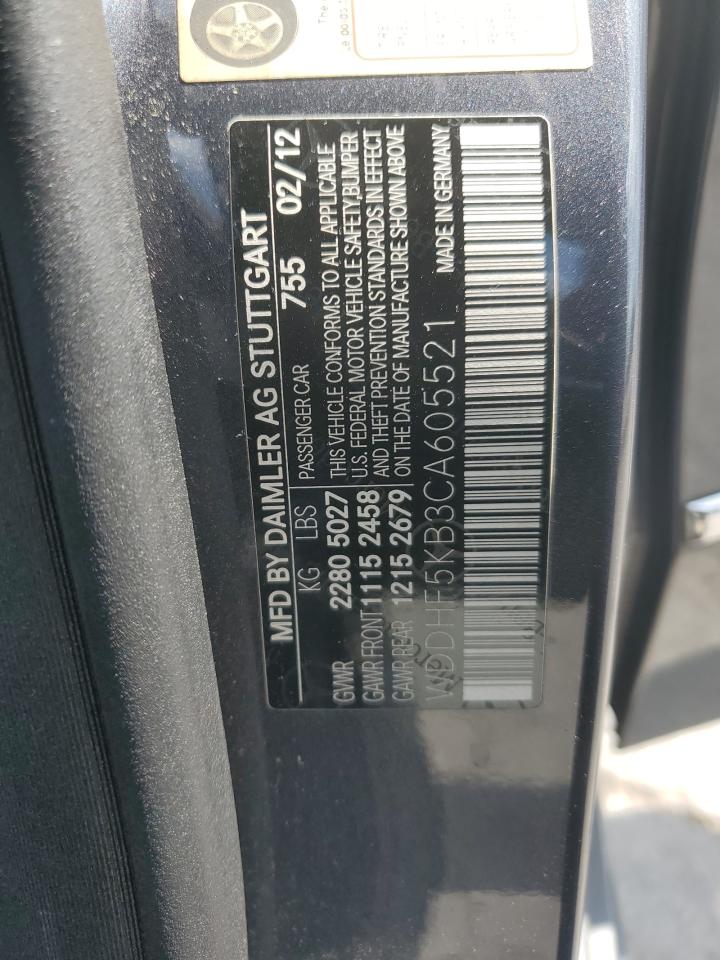 MFD BY DAIMLER AG STUTTGART
KG LBS
755 02/12
GVWR 2280 5027
PASSENGER CAR
GAWR FRONT 1115 2458
GAWR REAR 1215 2679
THIS VEHICLE CONFORMS TO ALL APPLICABLE
U.S. FEDERAL MOTOR VEHICLE SAFETY,BUMPER
AND THEFT PREVENTION STANDARDS IN EFFECT
ON THE DATE OF MANUFACTURE SHOWN ABOVE
WDDHF5KB3CA605521
MADE IN GERMANY